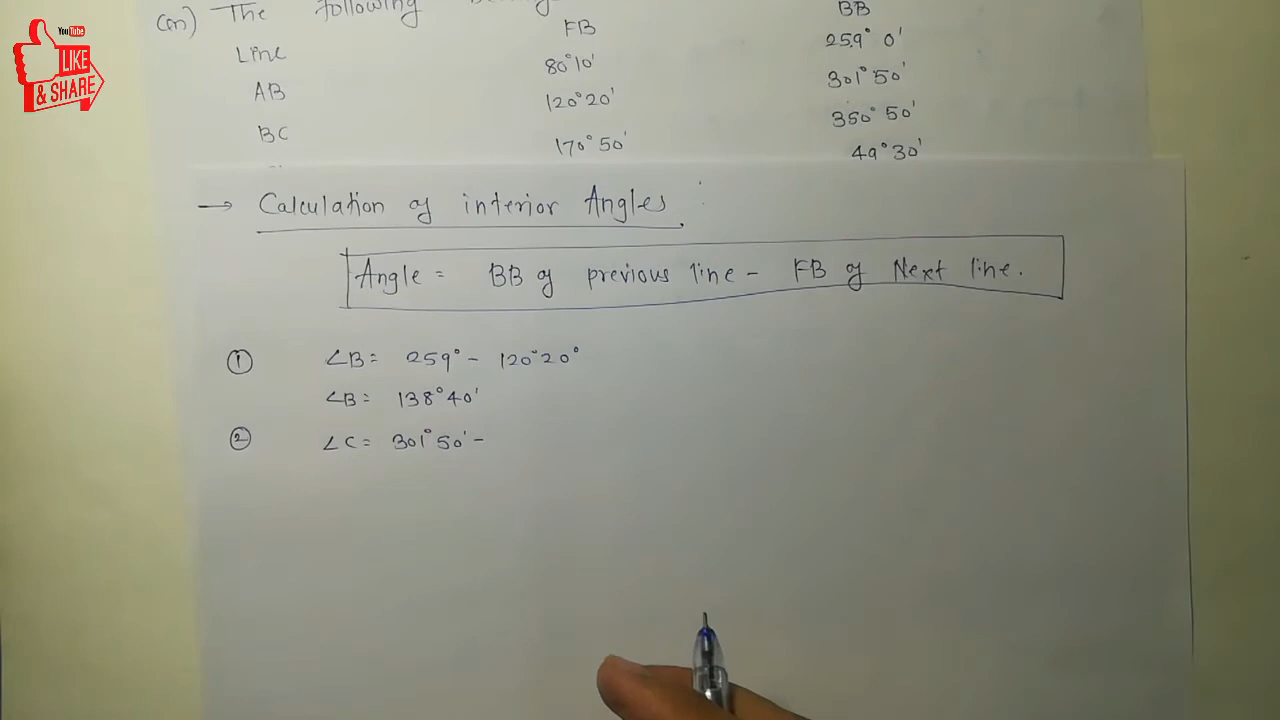 YouTube
LIKE
& SHARE
(m) The following
Line FB BB
AB 80°10' 259° 0'
BC 120°20' 301°50'
170°50' 350°50'
49°30'
→ Calculation of interior Angles :
Angle = BB of previous line - FB of Next line.
① ∠B = 259° - 120°20°
∠B = 138°40'
② ∠C = 301°50' -